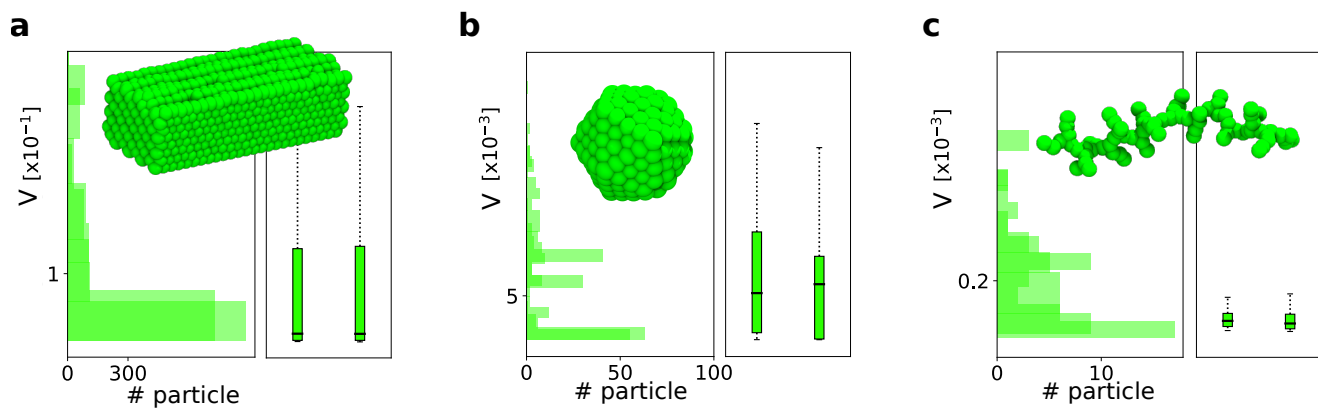 a
b
c
V [x10⁻¹]
1
0
300
# particle
V [x10⁻³]
5
0
50
100
# particle
V [x10⁻³]
0.2
0
10
# particle